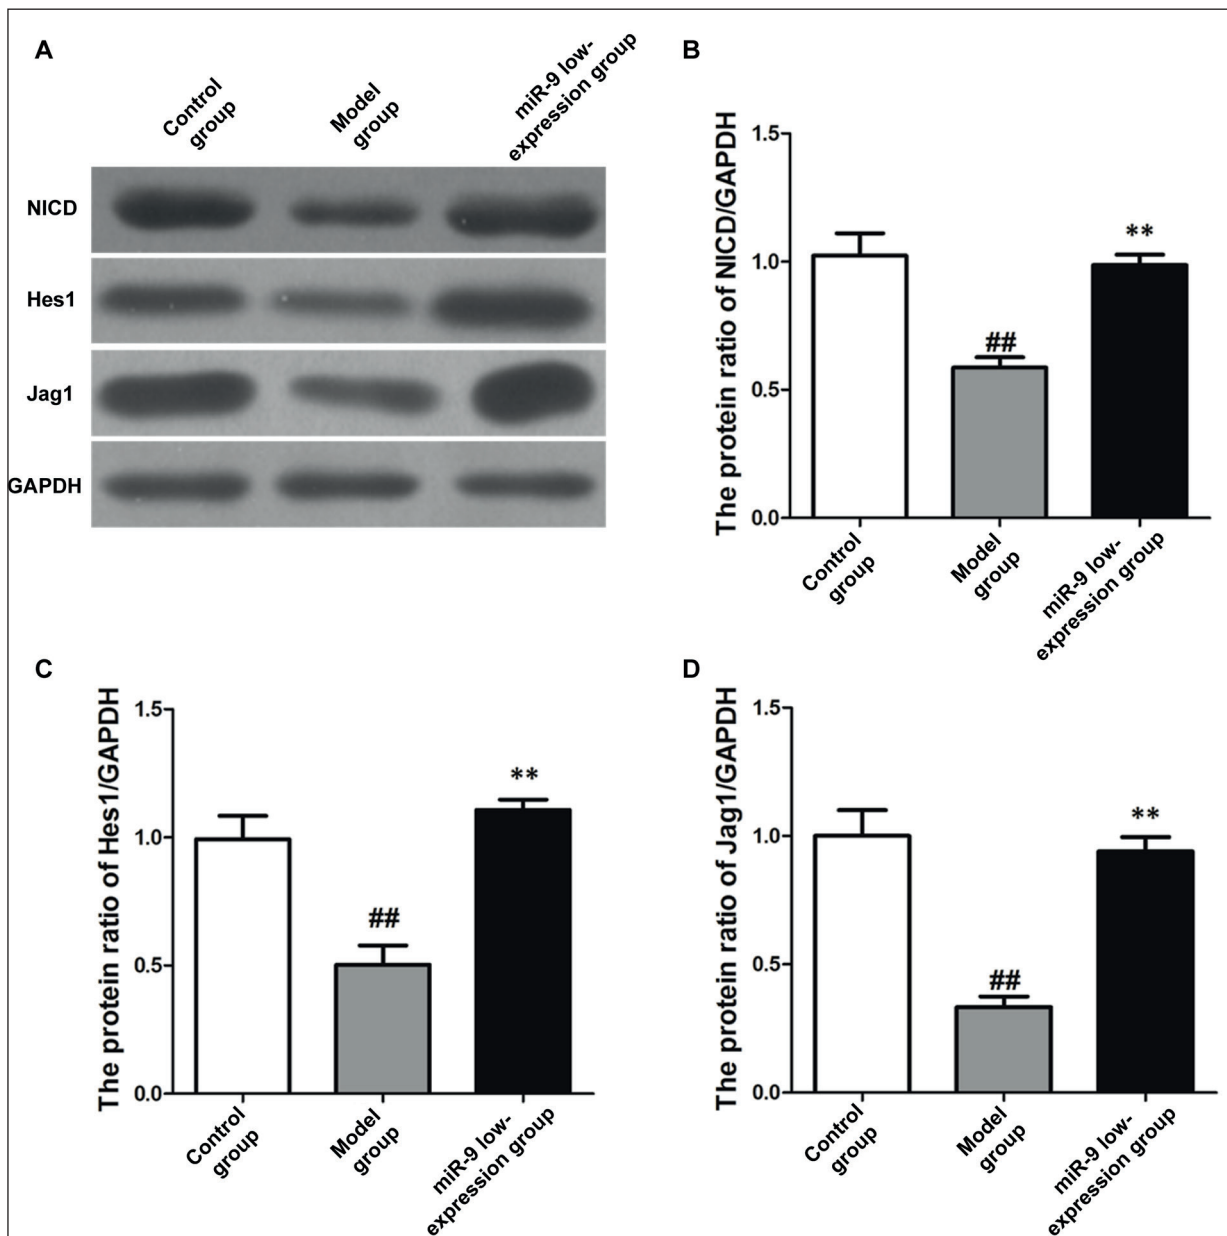 A
Control
group
Model
group
miR-9 low-
expression group
NICD
Hes1
Jag1
GAPDH
B
The protein ratio of NICD/GAPDH
1.5
1.0
0.5
0.0
##
**
Control
group
Model
group
miR-9 low-
expression group
C
The protein ratio of Hes1/GAPDH
1.5
1.0
0.5
0.0
##
**
Control
group
Model
group
miR-9 low-
expression group
D
The protein ratio of Jag1/GAPDH
1.5
1.0
0.5
0.0
##
**
Control
group
Model
group
miR-9 low-
expression group